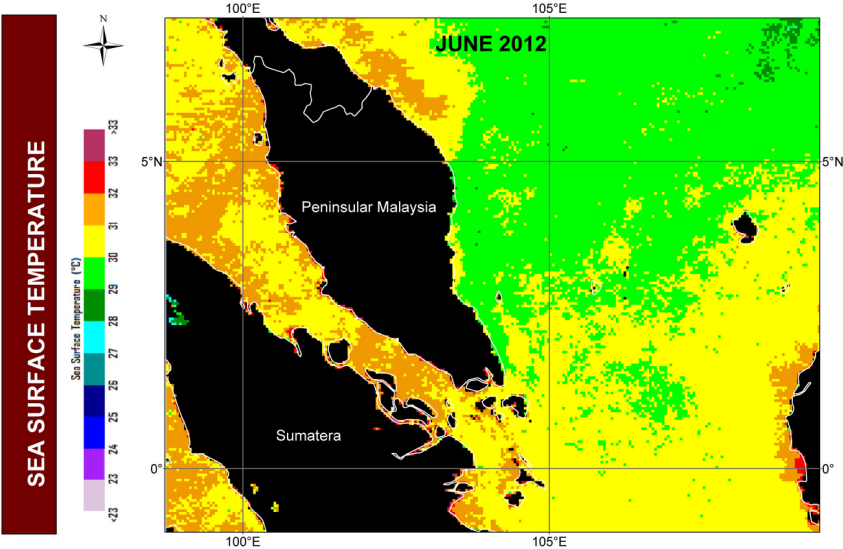 N
100°E
105°E
JUNE 2012
SEA SURFACE TEMPERATURE
Sea Surface Temperature (°C)
>33
33
32
31
30
29
28
27
26
25
24
23
<23
5°N
5°N
Peninsular Malaysia
Sumatera
0°
0°
100°E
105°E